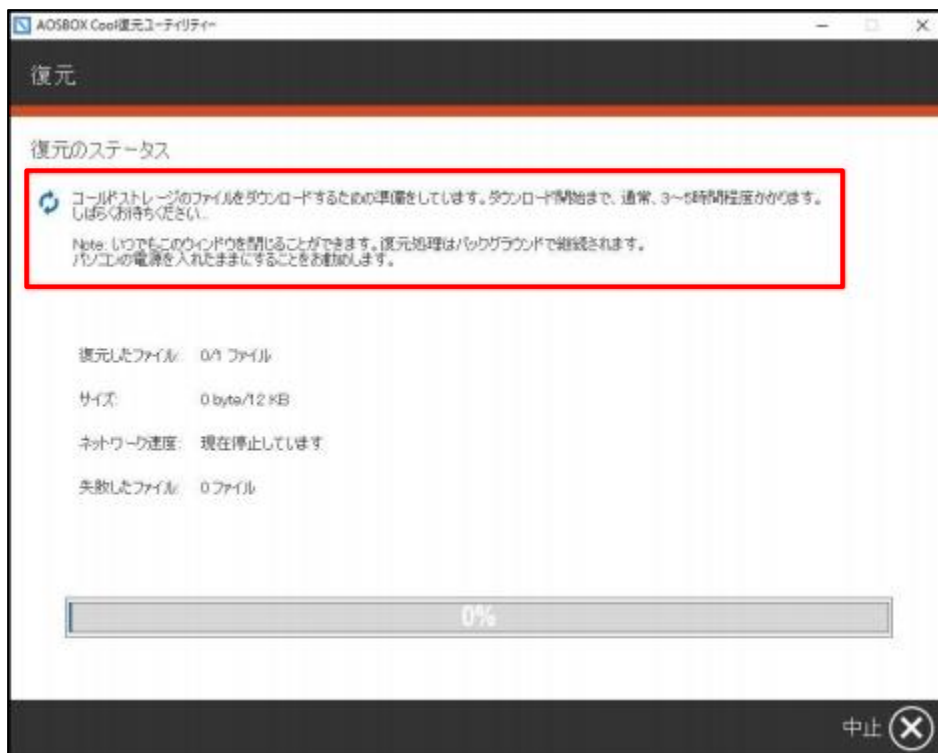 AOSBOX Cool復元ユーティリティー
復元
復元のステータス
コールドストレージのファイルをダウンロードするための準備をしています。ダウンロード開始まで、通常、3～5時間程度かかります。
しばらくお待ちください...
Note: いつでもこのウィンドウを閉じることができます。復元処理はバックグラウンドで継続されます。
パソコンの電源を入れたままにすることをお勧めします。
復元したファイル: 0/1 ファイル
サイズ: 0 byte/12 KB
ネットワーク速度: 現在停止しています
失敗したファイル: 0 ファイル
0%
中止